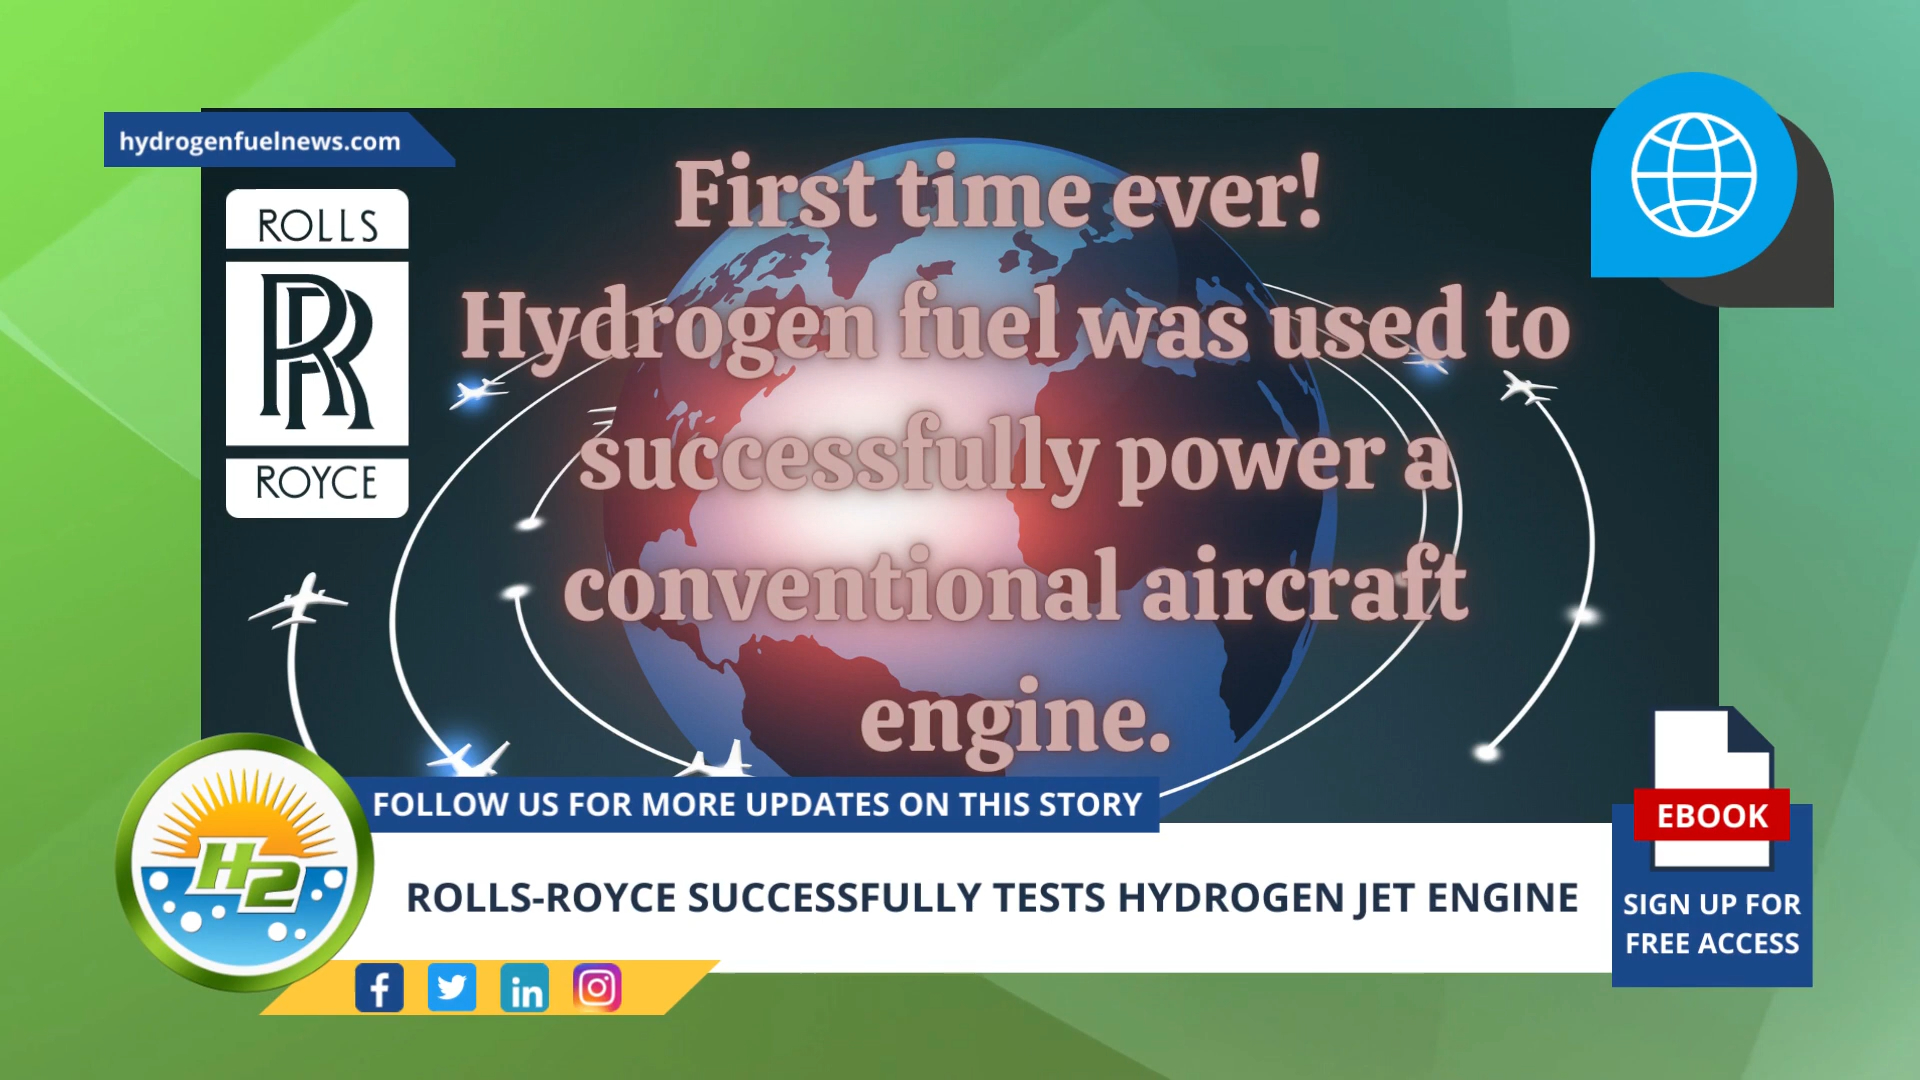 hydrogenfuelnews.com
ROLLS
RR
ROYCE
First time ever!
Hydrogen fuel was used to
successfully power a
conventional aircraft
engine.
FOLLOW US FOR MORE UPDATES ON THIS STORY
H2
ROLLS-ROYCE SUCCESSFULLY TESTS HYDROGEN JET ENGINE
EBOOK
SIGN UP FOR
FREE ACCESS
f
in